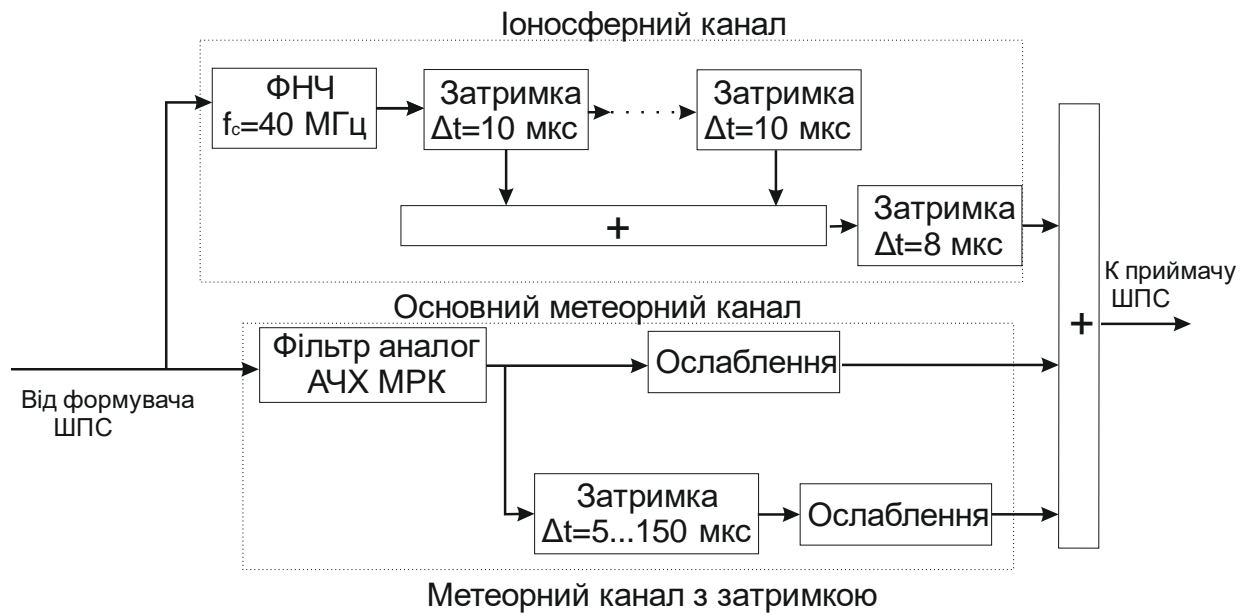 Іоносферний канал
ФНЧ
fс=40 МГц
Затримка
Δt=10 мкс
Затримка
Δt=10 мкс
+
Затримка
Δt=8 мкс
+
К приймачу
ШПС
Основний метеорний канал
Фільтр аналог
АЧХ МРК
Ослаблення
Від формувача
ШПС
Затримка
Δt=5...150 мкс
Ослаблення
Метеорний канал з затримкою